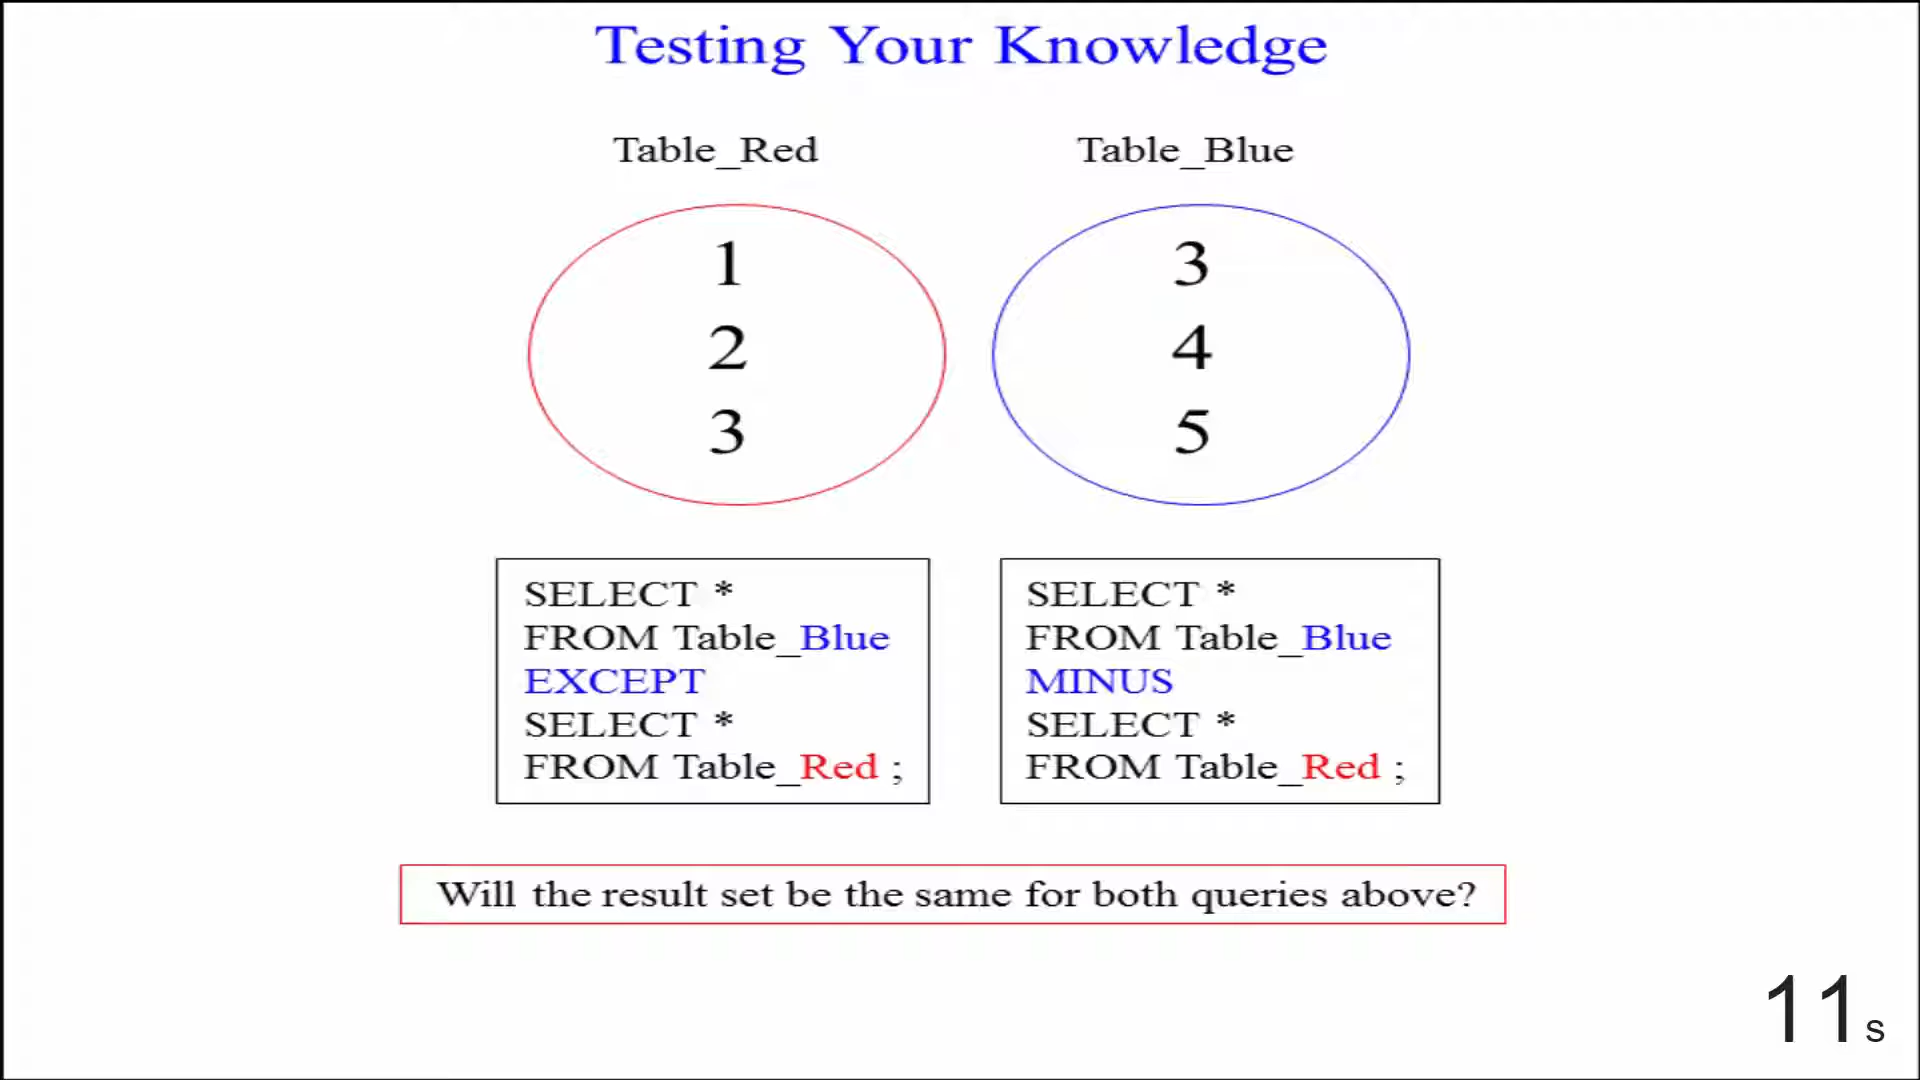 Testing Your Knowledge
Table_Red
Table_Blue
1
2
3
3
4
5
SELECT *
FROM Table_Blue
EXCEPT
SELECT *
FROM Table_Red ;
SELECT *
FROM Table_Blue
MINUS
SELECT *
FROM Table_Red ;
Will the result set be the same for both queries above?
11s